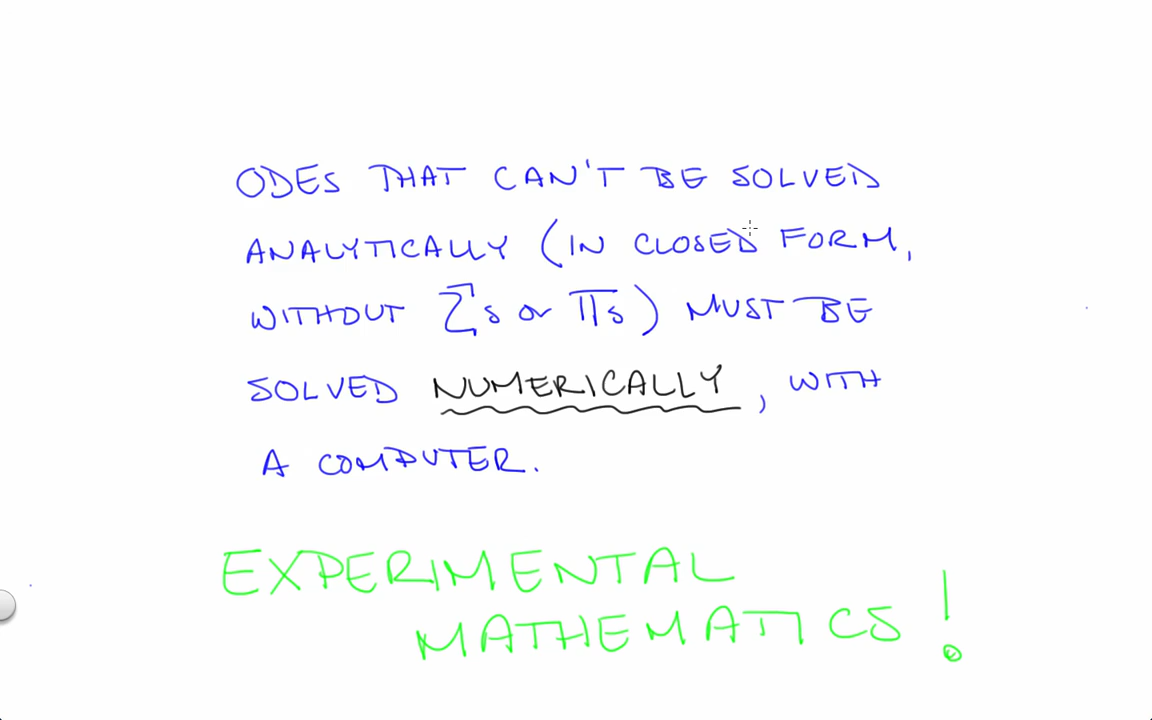 ODES THAT CAN'T BE SOLVED
ANALYTICALLY (IN CLOSED FORM,
WITHOUT Σs or Πs) MUST BE
SOLVED NUMERICALLY, WITH
A COMPUTER.
EXPERIMENTAL
MATHEMATICS!